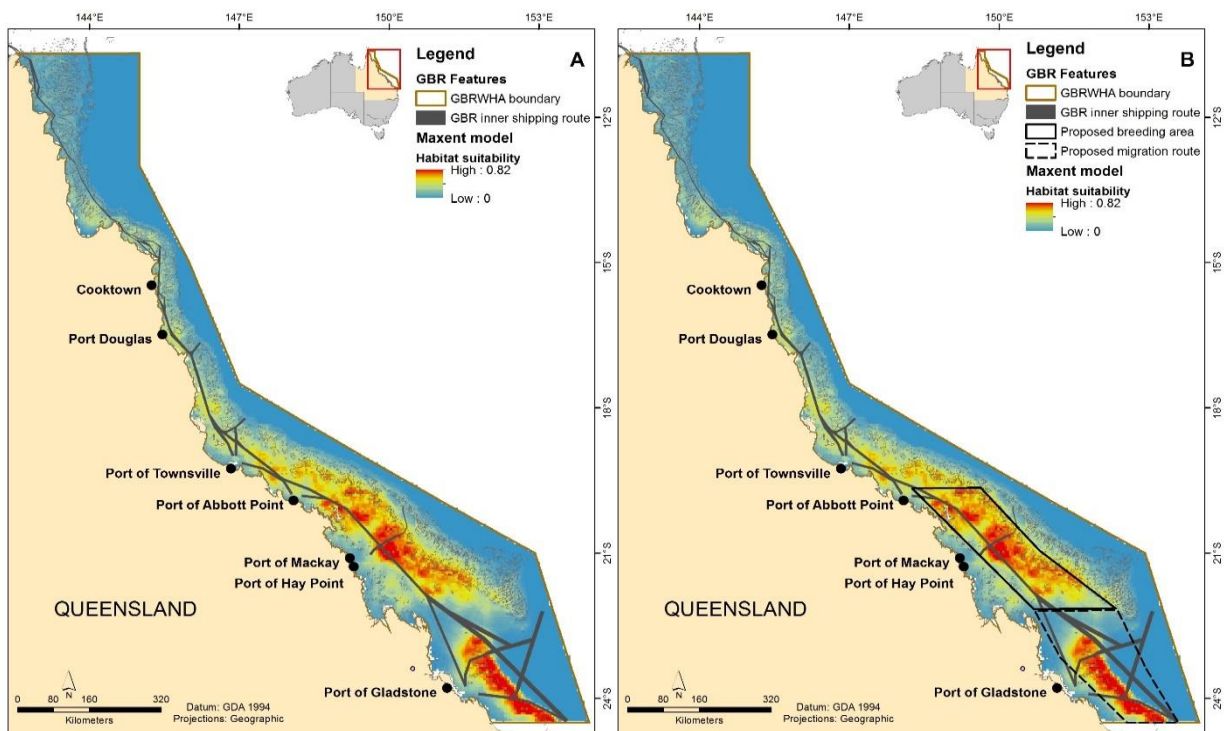 144°E
147°E
150°E
153°E
A
Legend
GBR Features
GBRWHA boundary
GBR inner shipping route
Maxent model
Habitat suitability
High : 0.82
Low : 0
Cooktown
Port Douglas
Port of Townsville
Port of Abbott Point
Port of Mackay
Port of Hay Point
QUEENSLAND
Port of Gladstone
N
0 80 160 320
Kilometers
Datum: GDA 1994
Projections: Geographic
144°E
147°E
150°E
153°E
B
Legend
GBR Features
GBRWHA boundary
GBR inner shipping route
Proposed breeding area
Proposed migration route
Maxent model
Habitat suitability
High : 0.82
Low : 0
12°S
15°S
18°S
21°S
24°S
Cooktown
Port Douglas
Port of Townsville
Port of Abbott Point
Port of Mackay
Port of Hay Point
QUEENSLAND
Port of Gladstone
N
0 80 160 320
Kilometers
Datum: GDA 1994
Projections: Geographic